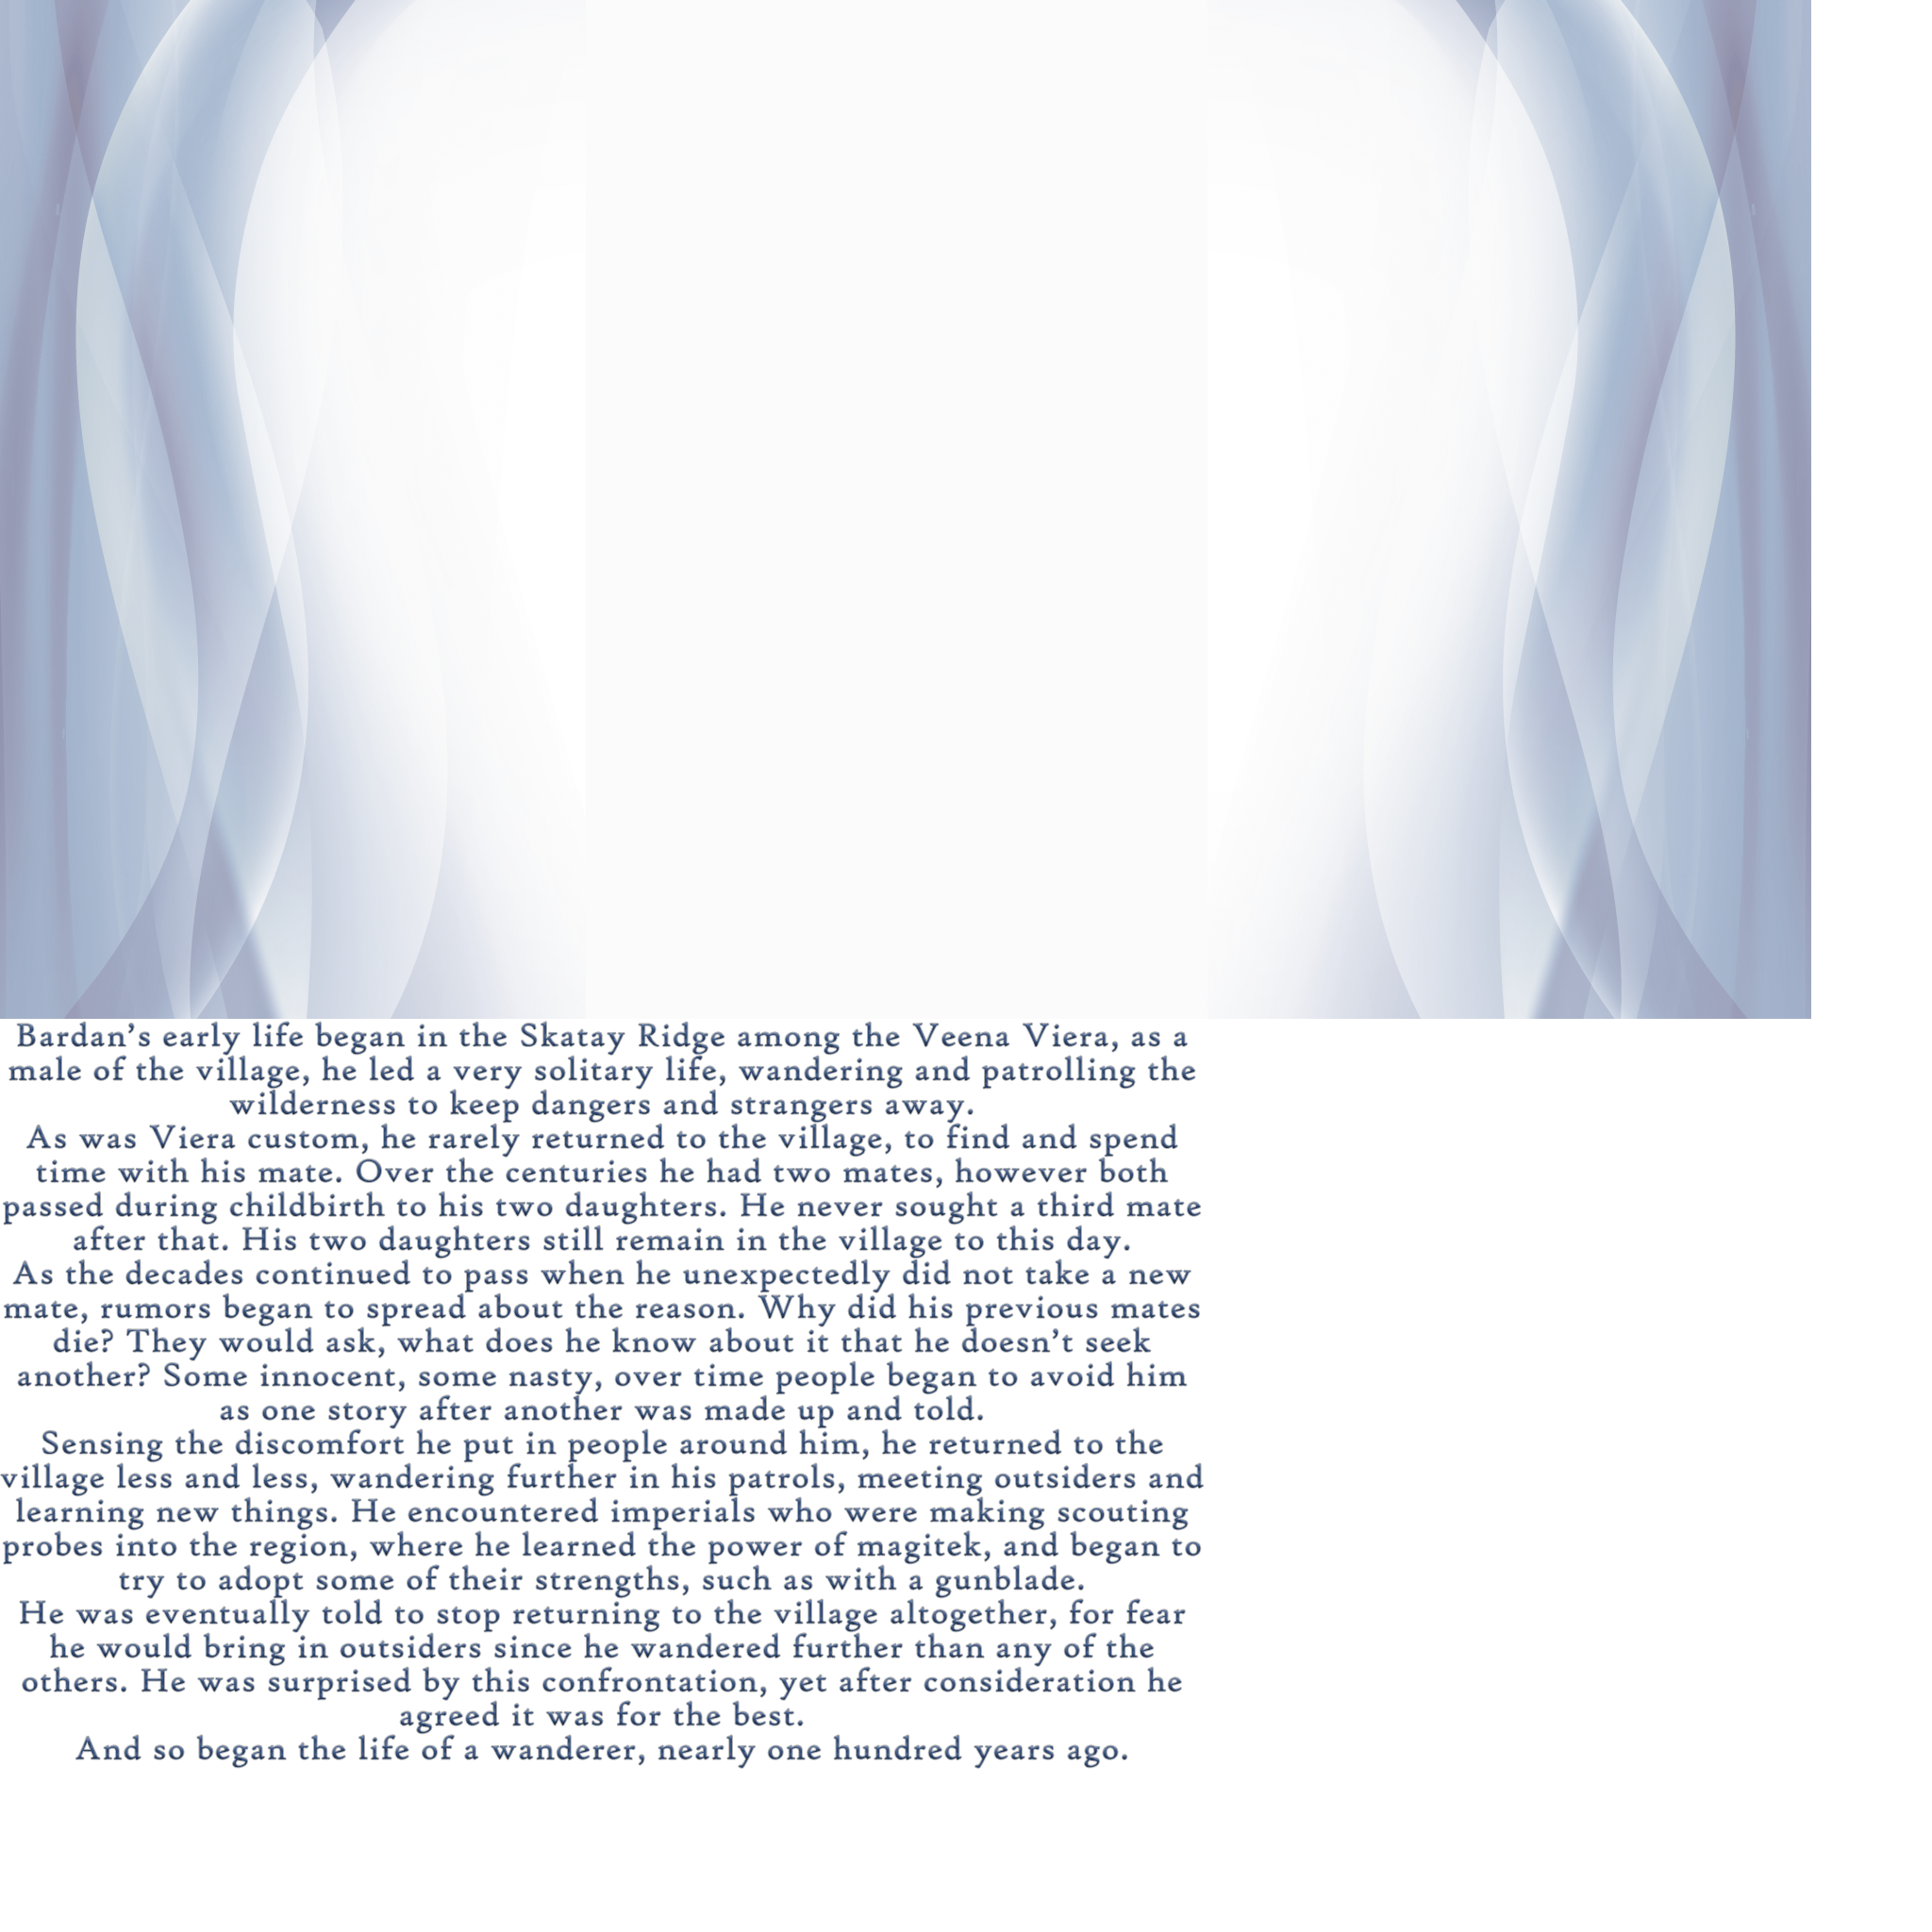 Bardan's early life began in the Skatay Ridge among the Veena Viera, as a
male of the village, he led a very solitary life, wandering and patrolling the
wilderness to keep dangers and strangers away.
As was Viera custom, he rarely returned to the village, to find and spend
time with his mate. Over the centuries he had two mates, however both
passed during childbirth to his two daughters. He never sought a third mate
after that. His two daughters still remain in the village to this day.
As the decades continued to pass when he unexpectedly did not take a new
mate, rumors began to spread about the reason. Why did his previous mates
die? They would ask, what does he know about it that he doesn't seek
another? Some innocent, some nasty, over time people began to avoid him
as one story after another was made up and told.
Sensing the discomfort he put in people around him, he returned to the
village less and less, wandering further in his patrols, meeting outsiders and
learning new things. He encountered imperials who were making scouting
probes into the region, where he learned the power of magitek, and began to
try to adopt some of their strengths, such as with a gunblade.
He was eventually told to stop returning to the village altogether, for fear
he would bring in outsiders since he wandered further than any of the
others. He was surprised by this confrontation, yet after consideration he
agreed it was for the best.
And so began the life of a wanderer, nearly one hundred years ago.